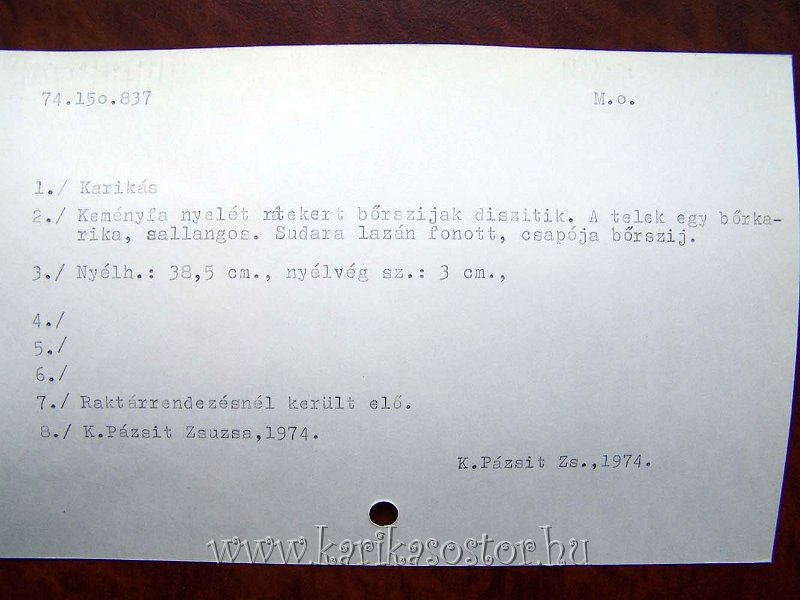 74.15o.837 M.o.
1./ Karikás
2./ Keményfa nyelét rátekert bőrszijak diszitik. A telek egy bőrka-
rika, sallangos. Sudara lazán fonott, csapója bőrszij.
3./ Nyélh.: 38,5 cm., nyélvég sz.: 3 cm.,
4./
5./
6./
7./ Raktárrendezésnél került elő.
8./ K.Pázsit Zsuzsa,1974.
K.Pázsit Zs.,1974.
www.karikasostor.hu